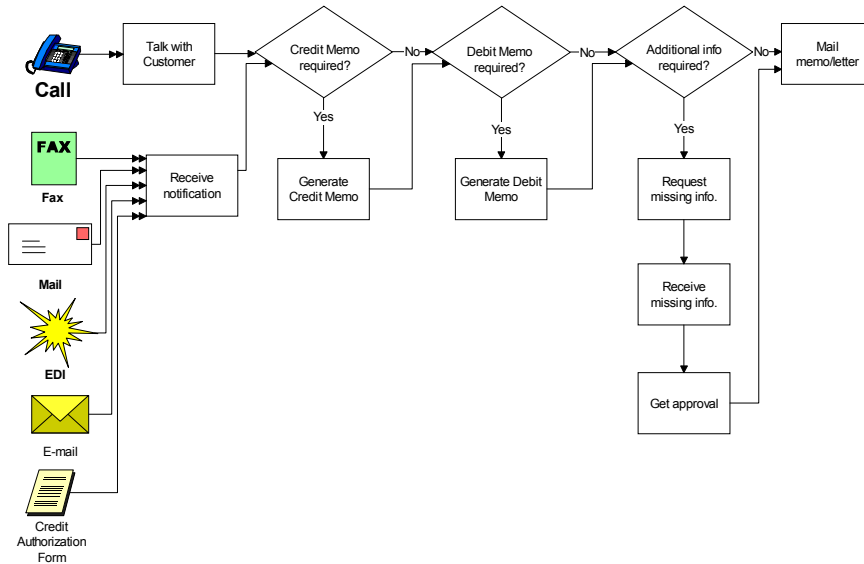 Call
Talk with
Customer
Credit Memo
required?
No
Debit Memo
required?
No
Additional info
required?
No
Mail
memo/letter
Yes
Yes
Yes
FAX
Fax
Receive
notification
Generate
Credit Memo
Generate Debit
Memo
Request
missing info.
Mail
Receive
missing info.
EDI
Get approval
E-mail
Credit
Authorization
Form